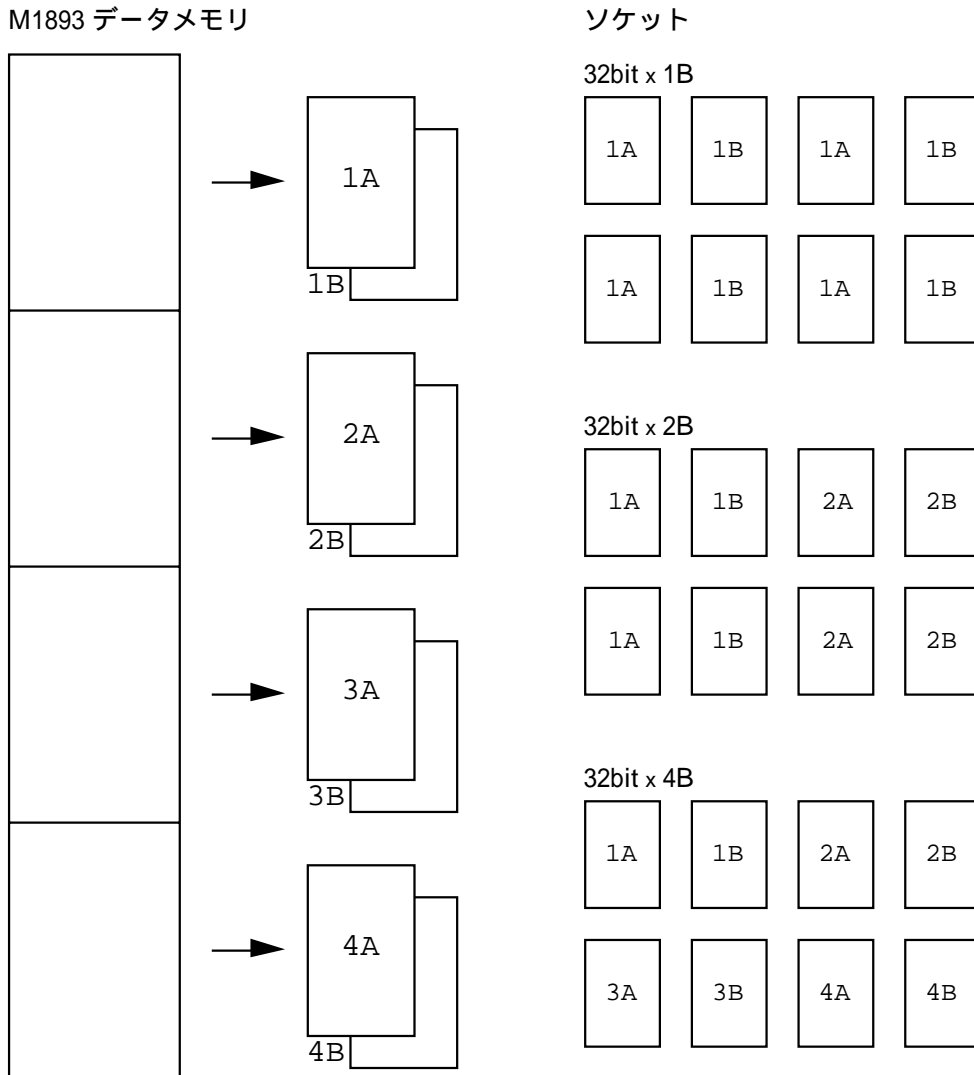 M1893 データメモリ
1A
1B
2A
2B
3A
3B
4A
4B
ソケット
32bit x 1B
1A 1B 1A 1B
1A 1B 1A 1B
32bit x 2B
1A 1B 2A 2B
1A 1B 2A 2B
32bit x 4B
1A 1B 2A 2B
3A 3B 4A 4B